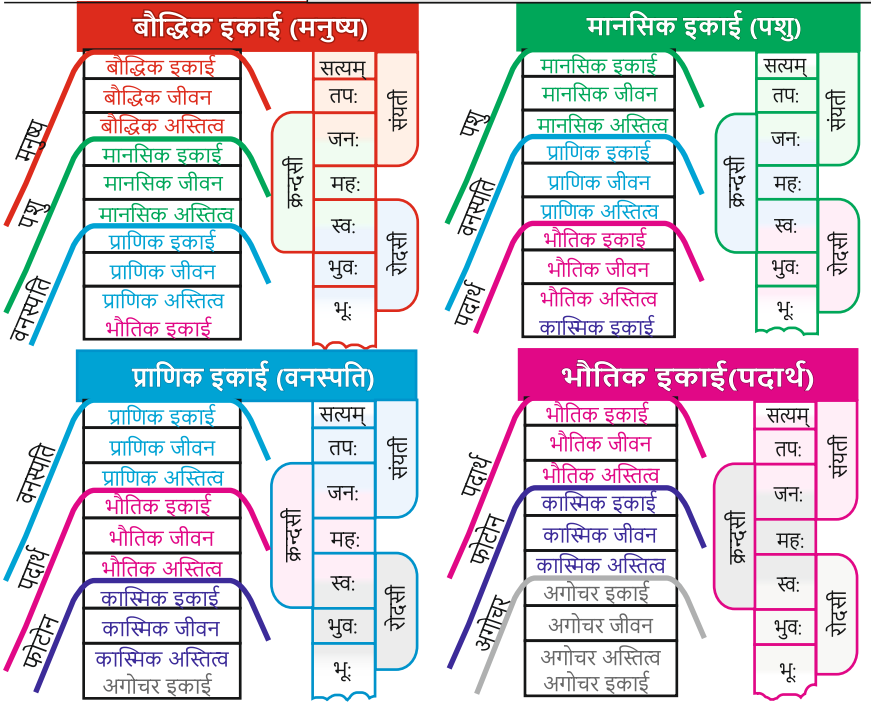 बौद्धिक इकाई (मनुष्य)
बौद्धिक इकाई
बौद्धिक जीवन
बौद्धिक अस्तित्व
मानसिक इकाई
मानसिक जीवन
मानसिक अस्तित्व
प्राणिक इकाई
प्राणिक जीवन
प्राणिक अस्तित्व
भौतिक इकाई
मनुष्य
पशु
वनस्पति
सत्यम्
तप:
जन:
मह:
स्व:
भुव:
भू:
संयती
क्रन्दसी
रोदसी
मानसिक इकाई (पशु)
मानसिक इकाई
मानसिक जीवन
मानसिक अस्तित्व
प्राणिक इकाई
प्राणिक जीवन
प्राणिक अस्तित्व
भौतिक इकाई
भौतिक जीवन
भौतिक अस्तित्व
कास्मिक इकाई
पशु
वनस्पति
पदार्थ
सत्यम्
तप:
जन:
मह:
स्व:
भुव:
भू:
संयती
क्रन्दसी
रोदसी
प्राणिक इकाई (वनस्पति)
प्राणिक इकाई
प्राणिक जीवन
प्राणिक अस्तित्व
भौतिक इकाई
भौतिक जीवन
भौतिक अस्तित्व
कास्मिक इकाई
कास्मिक जीवन
कास्मिक अस्तित्व
अगोचर इकाई
वनस्पति
पदार्थ
फोटोन
सत्यम्
तप:
जन:
मह:
स्व:
भुव:
भू:
संयती
क्रन्दसी
रोदसी
भौतिक इकाई(पदार्थ)
भौतिक इकाई
भौतिक जीवन
भौतिक अस्तित्व
कास्मिक इकाई
कास्मिक जीवन
कास्मिक अस्तित्व
अगोचर इकाई
अगोचर जीवन
अगोचर अस्तित्व
अगोचर इकाई
पदार्थ
फोटोन
अगोचर
सत्यम्
तप:
जन:
मह:
स्व:
भुव:
भू:
संयती
क्रन्दसी
रोदसी